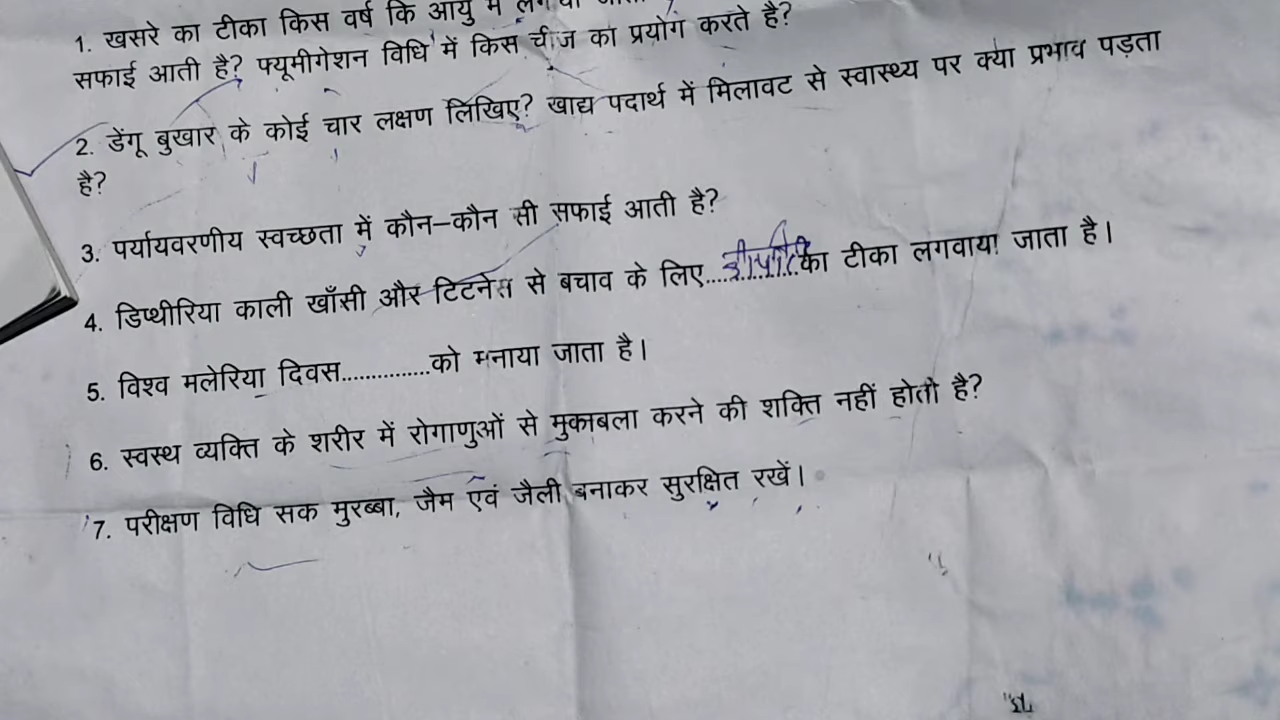 1. खसरे का टीका किस वर्ष कि आयु में
सफाई आती है? फ्यूमीगेशन विधि में किस चीज का प्रयोग करते है?
2. डेंगू बुखार के कोई चार लक्षण लिखिए? खाद्य पदार्थ में मिलावट से स्वास्थ्य पर क्या प्रभाव पड़ता
है?
3. पर्यायवरणीय स्वच्छता में कौन-कौन सी सफाई आती है?
4. डिप्थीरिया काली खाँसी और टिटनेस से बचाव के लिए............का टीका लगवाया जाता है।
5. विश्व मलेरिया दिवस...............को मनाया जाता है।
6. स्वस्थ व्यक्ति के शरीर में रोगाणुओं से मुकाबला करने की शक्ति नहीं होती है?
7. परीक्षण विधि सक मुरब्बा, जैम एवं जैली बनाकर सुरक्षित रखें।